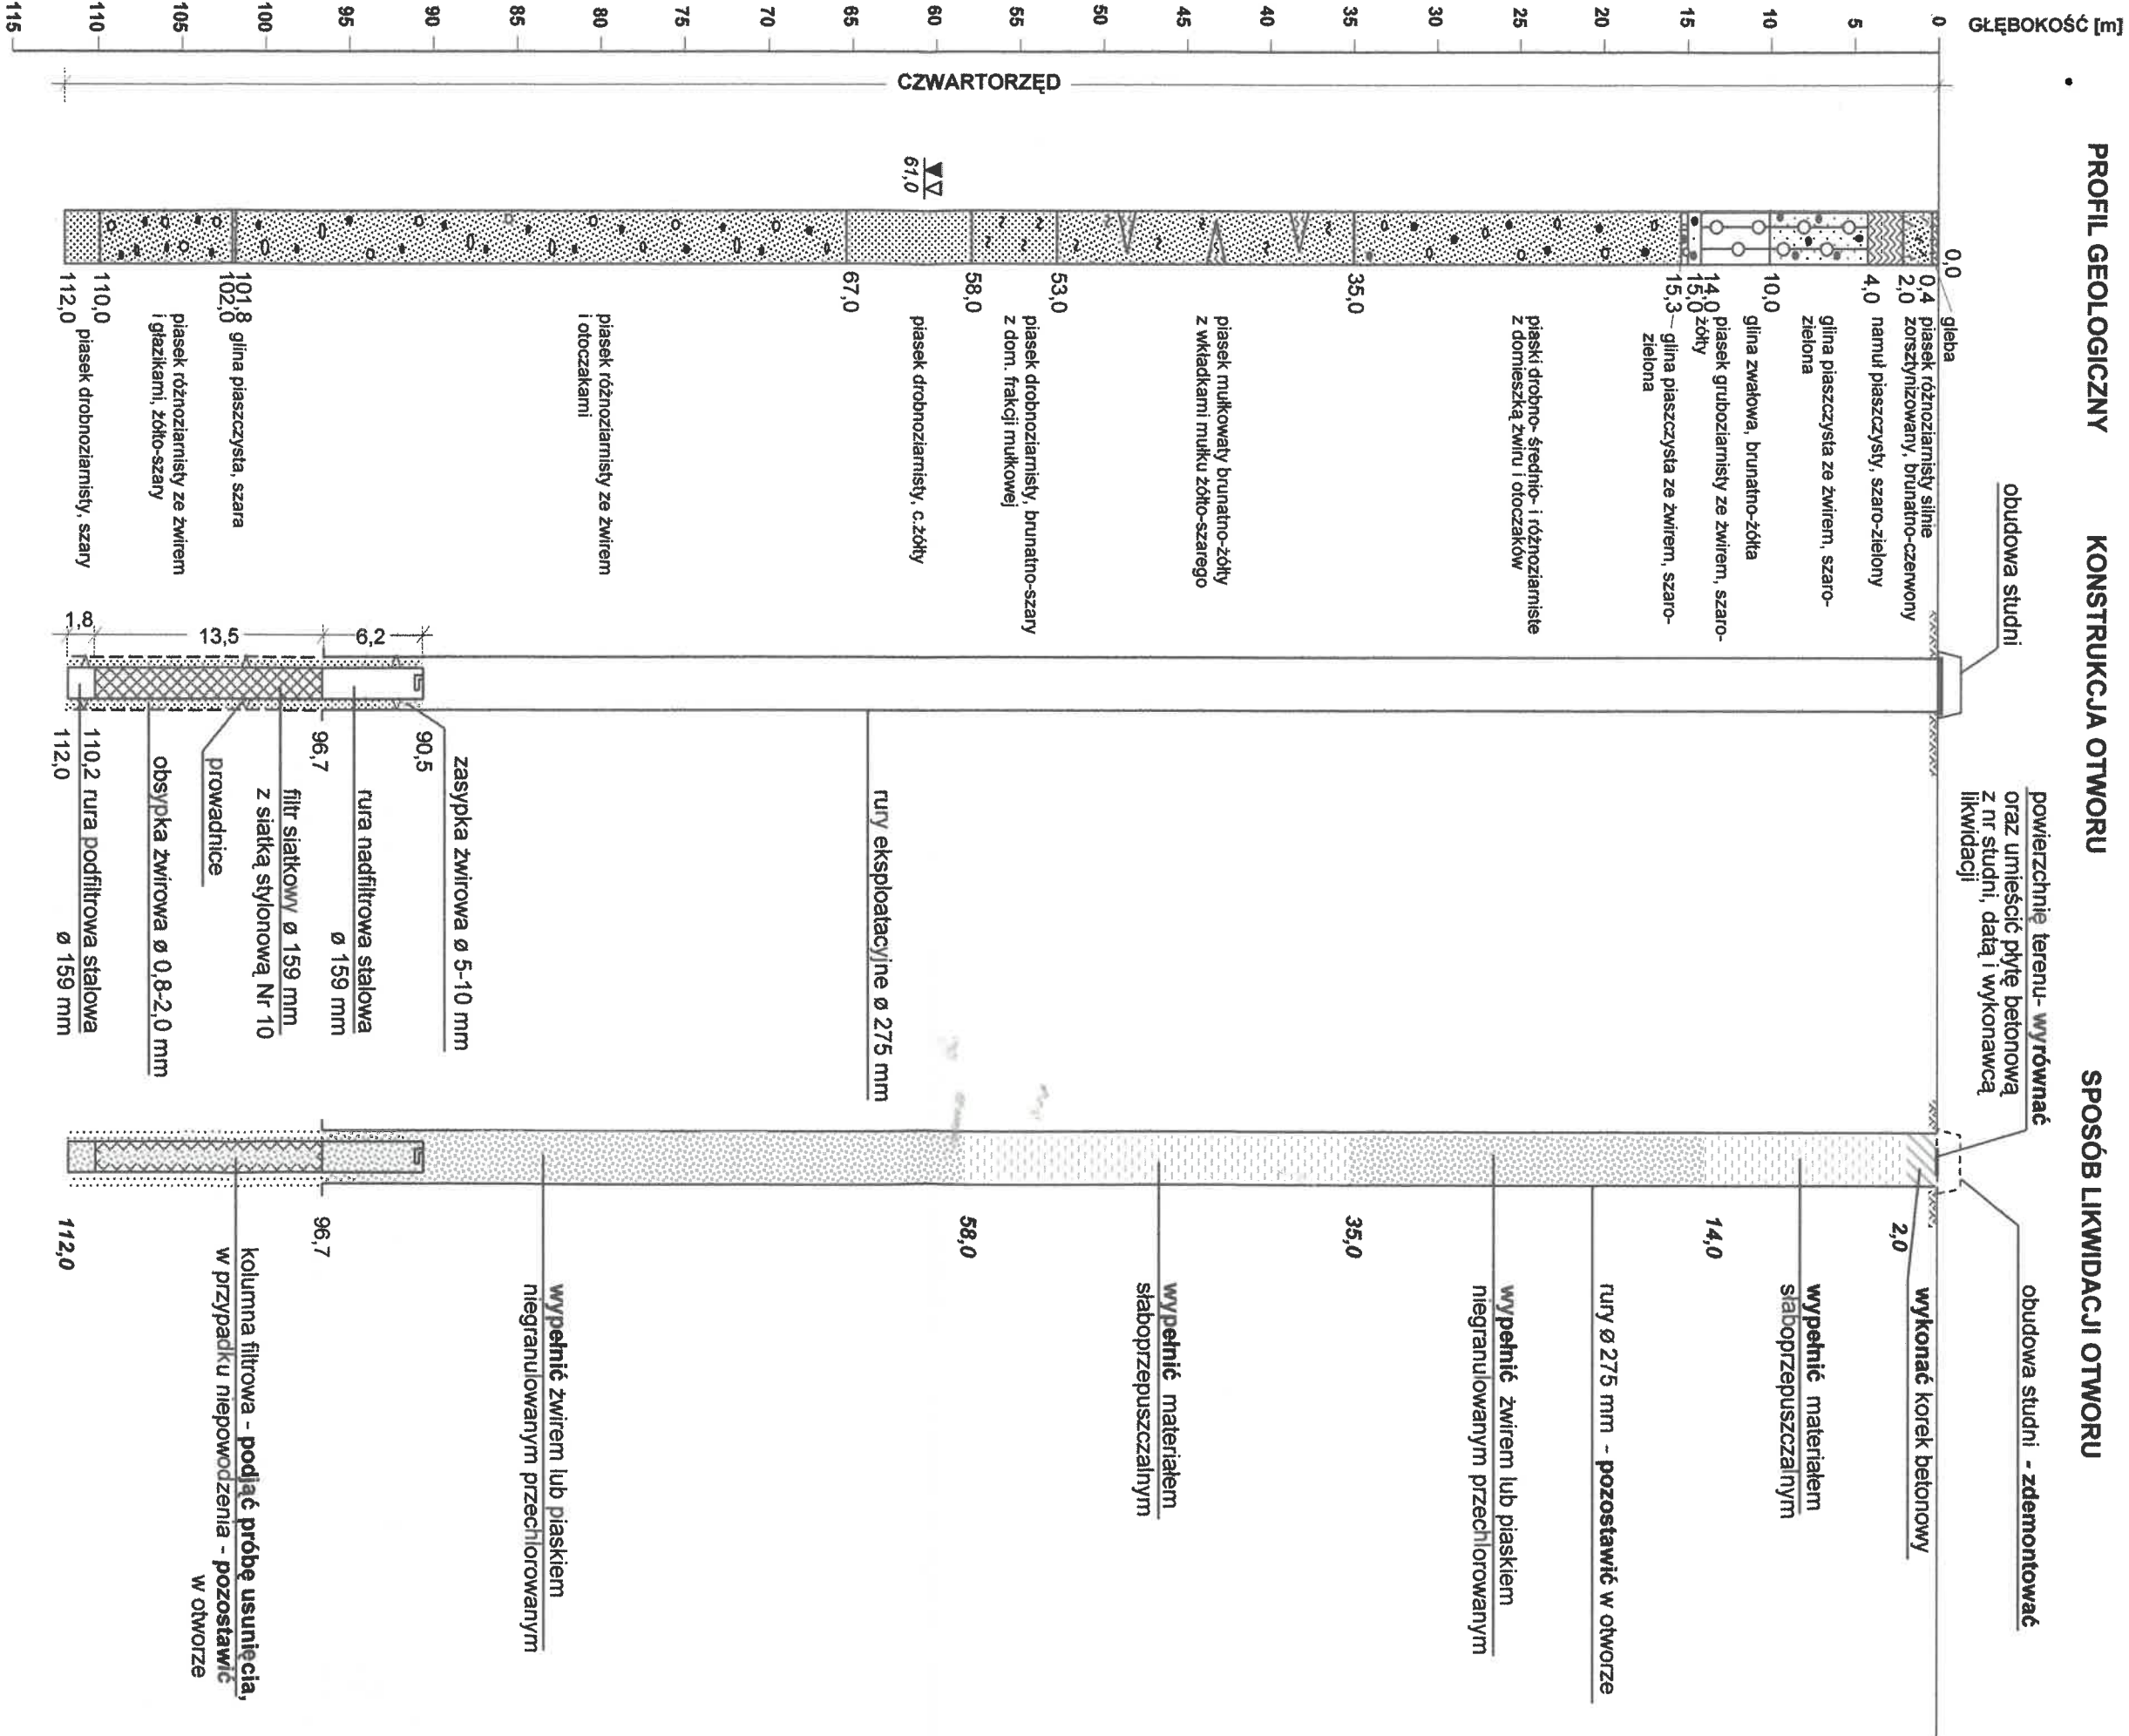 GŁĘBOKOŚĆ [m]
0
5
10
15
20
25
30
35
40
45
50
55
60
65
70
75
80
85
90
95
100
105
110
115
CZWARTORZĘD
PROFIL GEOLOGICZNY
61,0
0,0
gleba
0,4 piasek różnoziarnisty silnie
2,0 zorsztynizowany, brunatno-czerwony
4,0 namuł piaszczysty, szaro-zielony
glina piaszczysta ze żwirem, szaro-
zielona
10,0
glina zwałowa, brunatno-żółta
14,0 piasek gruboziarnisty ze żwirem, szaro-
15,0 żółty
15,3 glina piaszczysta ze żwirem, szaro-
zielona
piaski drobno- średnio- i różnoziarniste
z domieszką żwiru i otoczaków
35,0
piasek mułkowaty brunatno-żółty
z wkładkami mułku żółto-szarego
53,0
piasek drobnoziarnisty, brunatno-szary
z dom. frakcji mułkowej
58,0
piasek drobnoziarnisty, c.żółty
67,0
piasek różnoziarnisty ze żwirem
i otoczakami
101,8 glina piaszczysta, szara
102,0
piasek różnoziarnisty ze żwirem
i głazikami, żółto-szary
110,0
piasek drobnoziarnisty, szary
112,0
KONSTRUKCJA OTWORU
obudowa studni
rury eksploatacyjne ø 275 mm
6,2
13,5
1,8
90,5
zasypka żwirowa ø 5-10 mm
rura nadfiltrowa stalowa
ø 159 mm
96,7
filtr siatkowy ø 159 mm
z siatką stylonową Nr 10
prowadnice
obsypka żwirowa ø 0,8-2,0 mm
110,2 rura podfiltrowa stalowa
ø 159 mm
112,0
SPOSÓB LIKWIDACJI OTWORU
powierzchnię terenu- wyrównać
oraz umieścić płytę betonową
z nr studni, datą i wykonawcą
likwidacji
obudowa studni - zdemontować
wykonać korek betonowy
2,0
wypełnić materiałem
słaboprzepuszczalnym
14,0
rury ø 275 mm - pozostawić w otworze
wypełnić żwirem lub piaskiem
niegranulowanym przechlorowanym
35,0
wypełnić materiałem
słaboprzepuszczalnym
58,0
wypełnić żwirem lub piaskiem
niegranulowanym przechlorowanym
96,7
kolumna filtrowa - podjąć próbę usunięcia,
w przypadku niepowodzenia - pozostawić
w otworze
112,0